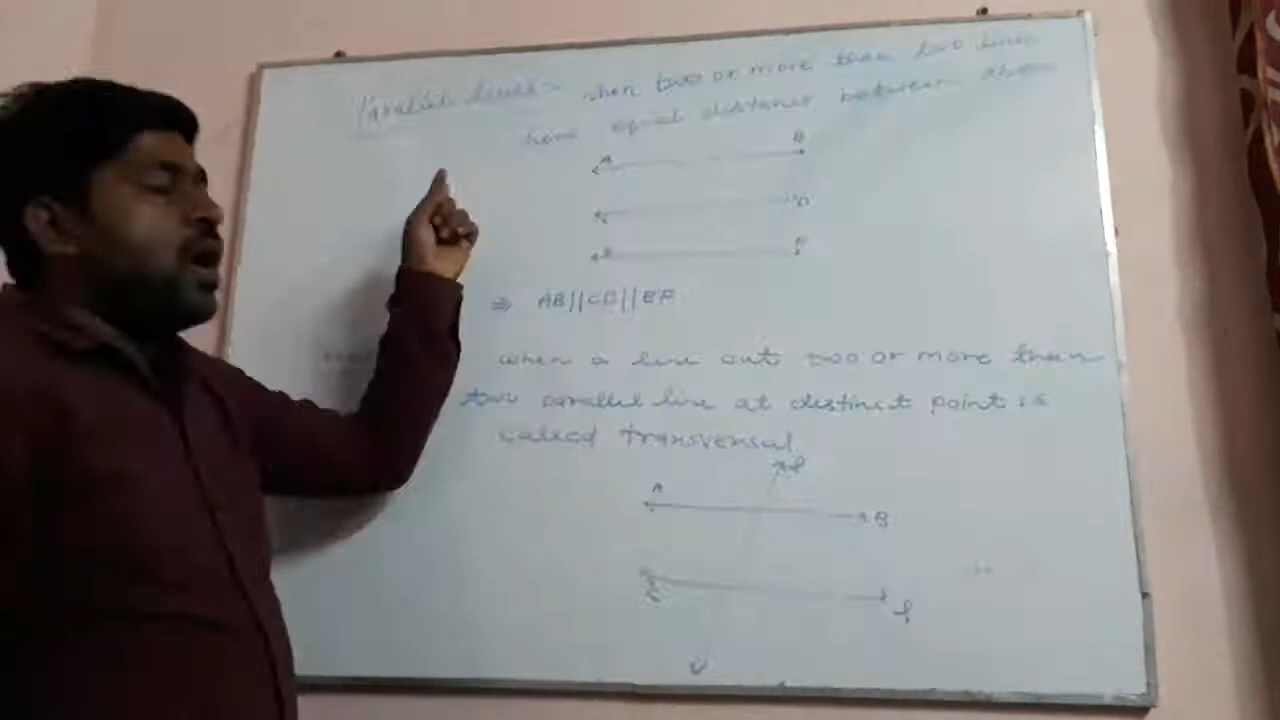 Parallel lines:- when two or more than two lines
have equal distance between them
A B
C D
E F
⇒ AB||CD||EF
when a line cuts two or more than
two parallel line at distinct point is
called transversal
A
B